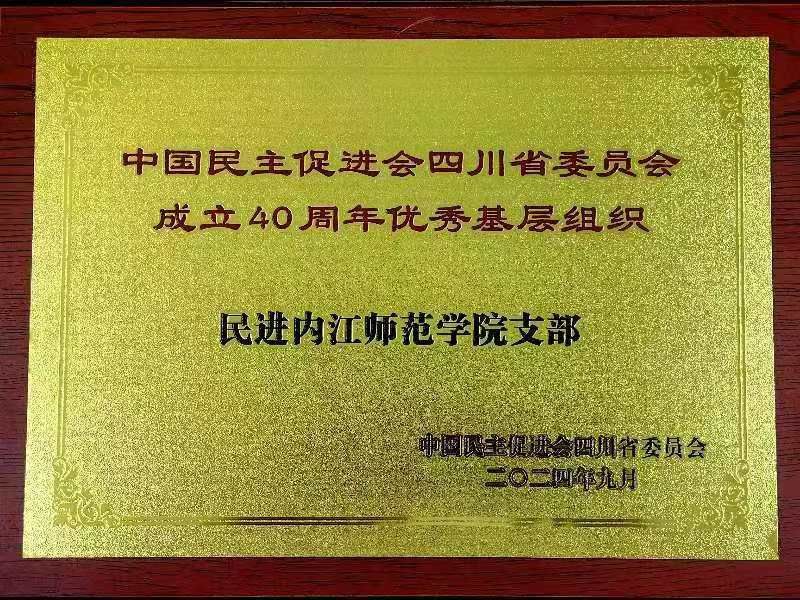 中国民主促进会四川省委员会
成立40周年优秀基层组织
民进内江师范学院支部
中国民主促进会四川省委员会
二〇二四年九月